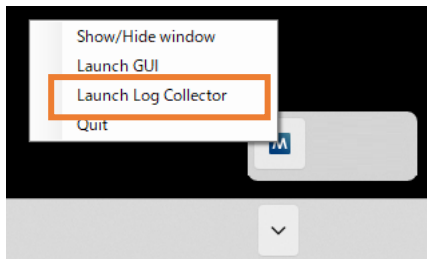 Show/Hide window
Launch GUI
Launch Log Collector
Quit
M